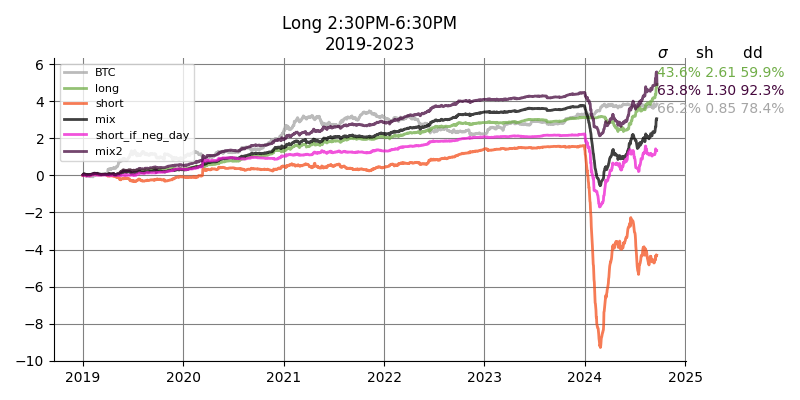 Long 2:30PM-6:30PM
2019-2023
σ sh dd
43.6% 2.61 59.9%
63.8% 1.30 92.3%
66.2% 0.85 78.4%
BTC
long
short
mix
short_if_neg_day
mix2
6
4
2
0
−2
−4
−6
−8
−10
2019 2020 2021 2022 2023 2024 2025